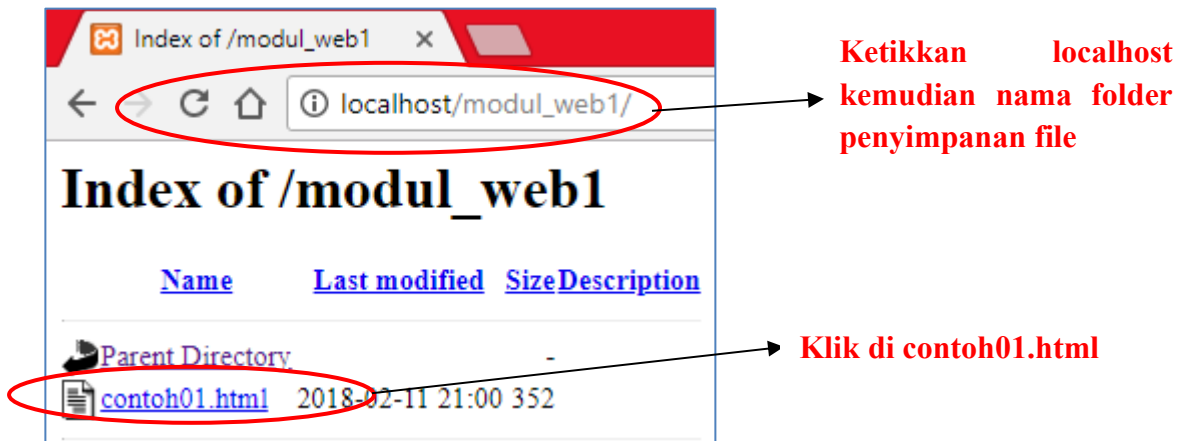 Index of /modul_web1
localhost/modul_web1/
Ketikkan localhost
kemudian nama folder
penyimpanan file
Index of /modul_web1
Name Last modified Size Description
Parent Directory -
contoh01.html 2018-02-11 21:00 352
Klik di contoh01.html